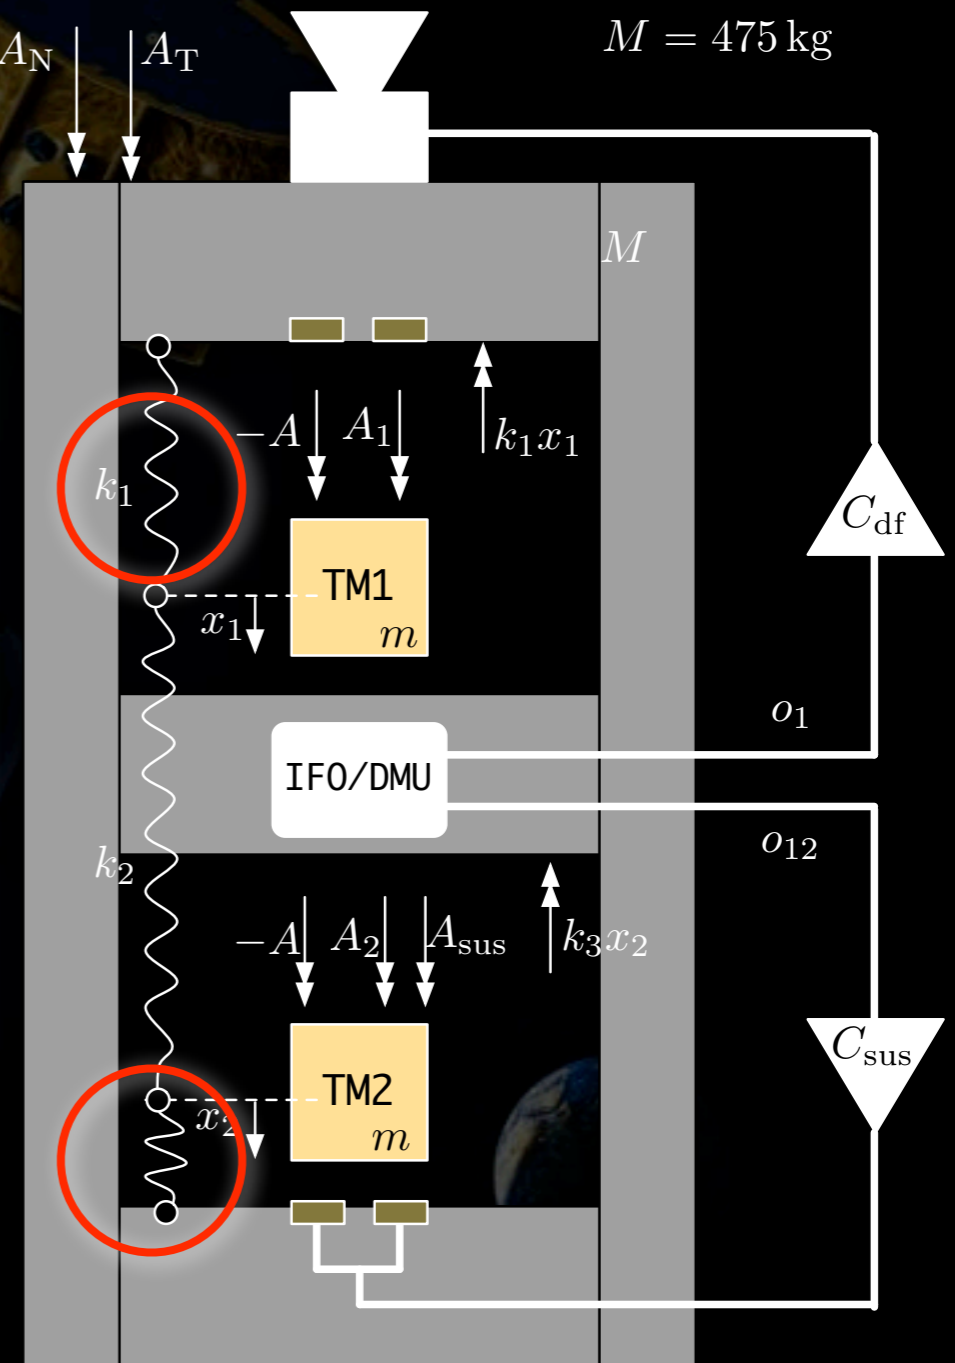 A_N
A_T
M = 475 kg
M
−A
A_1
k_1x_1
k_1
C_df
TM1
x_1
m
o_1
IFO/DMU
o_12
k_2
−A
A_2
A_sus
k_3x_2
C_sus
TM2
x_2
m